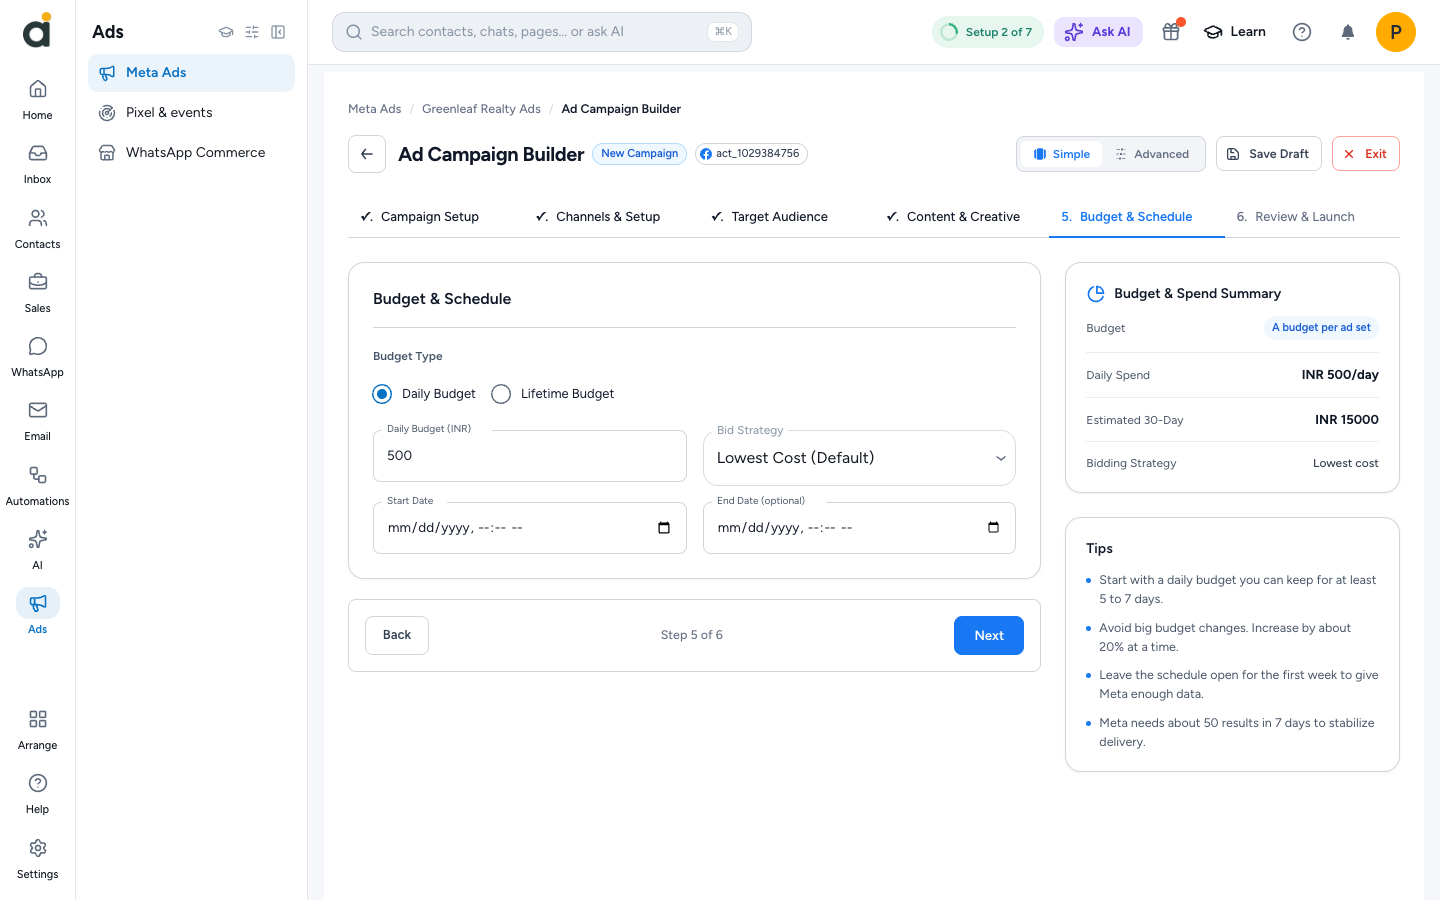 Ads
Search contacts, chats, pages... or ask AI
⌘K
Setup 2 of 7
Ask AI
Learn
P
Home
Inbox
Contacts
Sales
WhatsApp
Email
Automations
AI
Ads
Arrange
Help
Settings
Meta Ads
Pixel & events
WhatsApp Commerce
Meta Ads / Greenleaf Realty Ads / Ad Campaign Builder
Ad Campaign Builder
New Campaign
act_1029384756
Simple
Advanced
Save Draft
Exit
✓. Campaign Setup
✓. Channels & Setup
✓. Target Audience
✓. Content & Creative
5. Budget & Schedule
6. Review & Launch
Budget & Schedule
Budget Type
Daily Budget
Lifetime Budget
Daily Budget (INR)
500
Bid Strategy
Lowest Cost (Default)
Start Date
mm/dd/yyyy, --:-- --
End Date (optional)
mm/dd/yyyy, --:-- --
Back
Step 5 of 6
Next
Budget & Spend Summary
Budget
A budget per ad set
Daily Spend
INR 500/day
Estimated 30-Day
INR 15000
Bidding Strategy
Lowest cost
Tips
Start with a daily budget you can keep for at least
5 to 7 days.
Avoid big budget changes. Increase by about
20% at a time.
Leave the schedule open for the first week to give
Meta enough data.
Meta needs about 50 results in 7 days to stabilize
delivery.